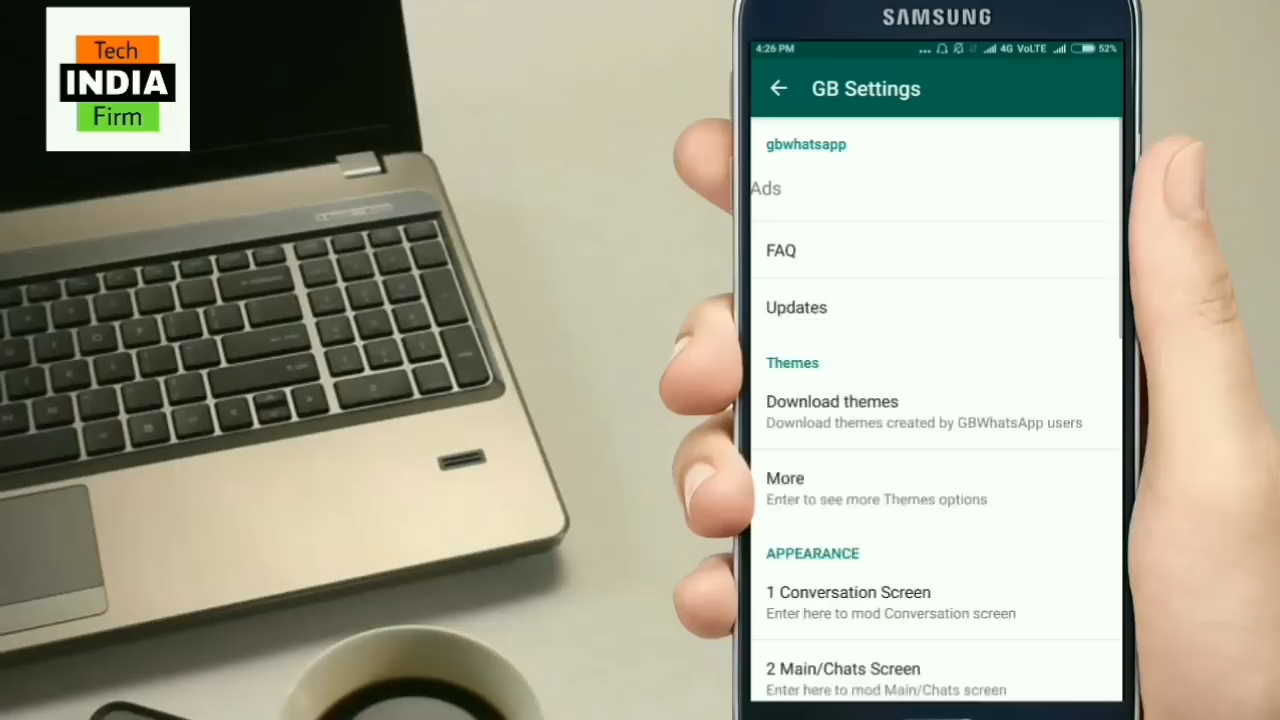 Tech
INDIA
Firm
SAMSUNG
4:26 PM
4G VoLTE
52%
GB Settings
gbwhatsapp
Ads
FAQ
Updates
Themes
Download themes
Download themes created by GBWhatsApp users
More
Enter to see more Themes options
APPEARANCE
1 Conversation Screen
Enter here to mod Conversation screen
2 Main/Chats Screen
Enter here to mod Main/Chats screen